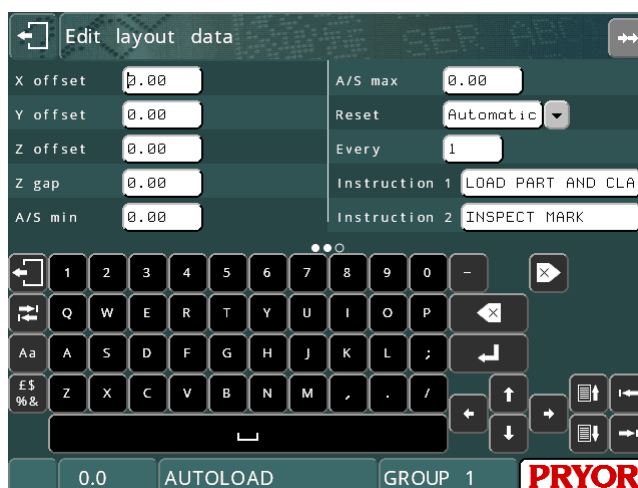 Edit layout data
X offset 0.00
Y offset 0.00
Z offset 0.00
Z gap 0.00
A/S min 0.00
A/S max 0.00
Reset Automatic
Every 1
Instruction 1 LOAD PART AND CLA
Instruction 2 INSPECT MARK
1 2 3 4 5 6 7 8 9 0 -
Q W E R T Y U I O P
Aa A S D F G H J K L ;
£$%& Z X C V B N M , . /
0.0 AUTOLOAD GROUP 1 PRYOR